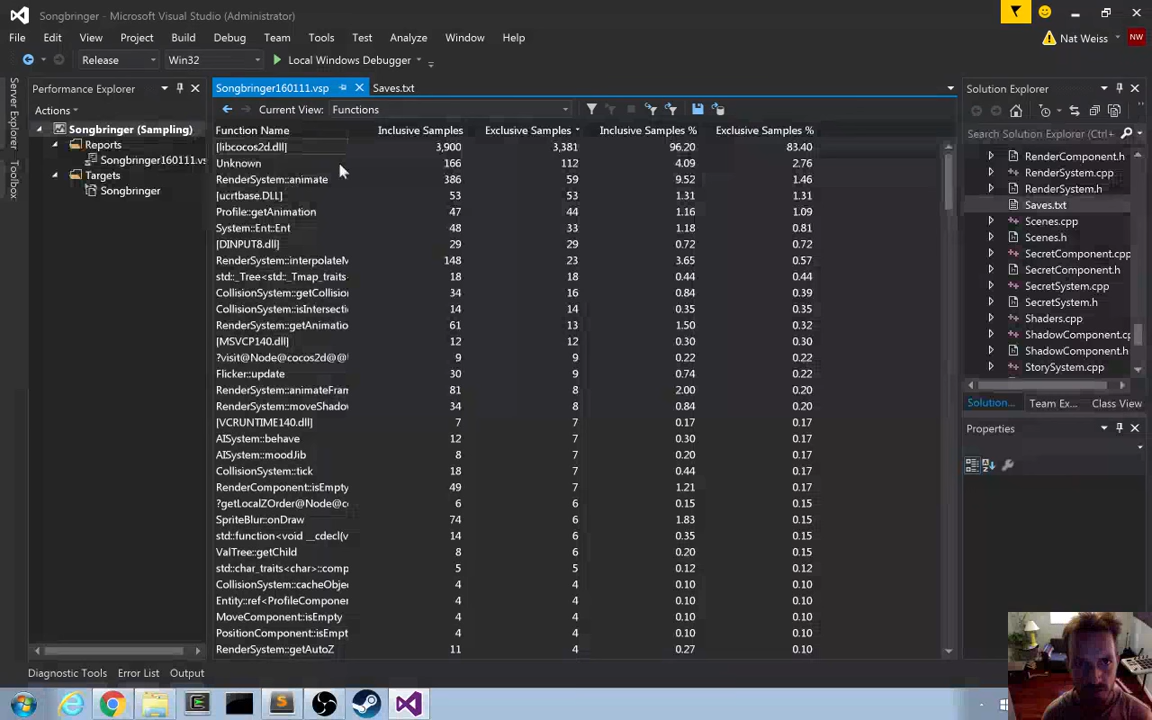 Songbringer - Microsoft Visual Studio (Administrator)
File Edit View Project Build Debug Team Tools Test Analyze Window Help
Nat Weiss NW
Release Win32 Local Windows Debugger
Server Explorer
Toolbox
Performance Explorer
Actions
Songbringer (Sampling)
Reports
Songbringer160111.vs
Targets
Songbringer
Songbringer160111.vsp Saves.txt
Current View: Functions
Function Name Inclusive Samples Exclusive Samples Inclusive Samples % Exclusive Samples %
[libcocos2d.dll] 3,900 3,381 96.20 83.40
Unknown 166 112 4.09 2.76
RenderSystem::animate 386 59 9.52 1.46
[ucrtbase.DLL] 53 53 1.31 1.31
Profile::getAnimation 47 44 1.16 1.09
System::Ent::Ent 48 33 1.18 0.81
[DINPUT8.dll] 29 29 0.72 0.72
RenderSystem::interpolateM 148 23 3.65 0.57
std::_Tree<std::_Tmap_traits< 18 18 0.44 0.44
CollisionSystem::getCollision 34 16 0.84 0.39
CollisionSystem::isIntersecti 14 14 0.35 0.35
RenderSystem::getAnimatio 61 13 1.50 0.32
[MSVCP140.dll] 12 12 0.30 0.30
?visit@Node@cocos2d@@ 9 9 0.22 0.22
Flicker::update 30 9 0.74 0.22
RenderSystem::animateFram 81 8 2.00 0.20
RenderSystem::moveShadow 34 8 0.84 0.20
[VCRUNTIME140.dll] 7 7 0.17 0.17
AISystem::behave 12 7 0.30 0.17
AISystem::moodJib 8 7 0.20 0.17
CollisionSystem::tick 18 7 0.44 0.17
RenderComponent::isEmpty 49 7 1.21 0.17
?getLocalZOrder@Node@co 6 6 0.15 0.15
SpriteBlur::onDraw 74 6 1.83 0.15
std::function<void __cdecl(v 14 6 0.35 0.15
ValTree::getChild 8 6 0.20 0.15
std::char_traits<char>::comp 5 5 0.12 0.12
CollisionSystem::cacheObjec 4 4 0.10 0.10
Entity::ref<ProfileComponen 4 4 0.10 0.10
MoveComponent::isEmpty 4 4 0.10 0.10
PositionComponent::isEmpt 4 4 0.10 0.10
RenderSystem::getAutoZ 11 4 0.27 0.10
Solution Explorer
Search Solution Explorer
RenderComponent.h
RenderSystem.cpp
RenderSystem.h
Saves.txt
Scenes.cpp
Scenes.h
SecretComponent.cpp
SecretComponent.h
SecretSystem.cpp
SecretSystem.h
Shaders.cpp
ShadowComponent.cp
ShadowComponent.h
StorySystem.cpp
Solution... Team Ex... Class View
Properties
Diagnostic Tools Error List Output